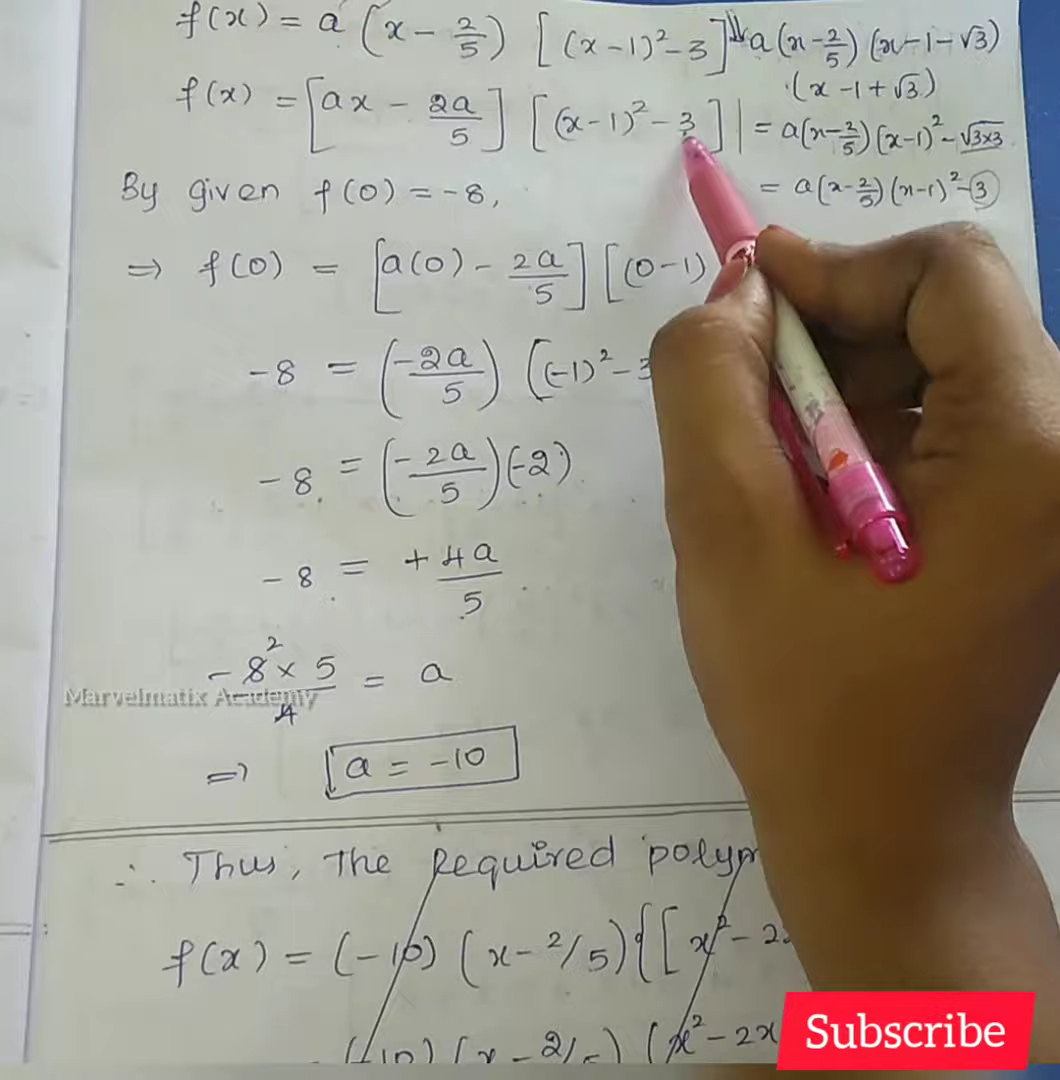 f(x) = a (x - 2/5) [(x-1)² - 3] a(x-2/5)(x-1-√3)
(x-1+√3)
f(x) = [ax - 2a/5] [(x-1)² - 3] | = a(x-2/5)(x-1)² - √3×3
By given f(0) = -8, = a(x-2/5)(x-1)² - 3
⇒ f(0) = [a(0) - 2a/5] [(0-1)
-8 = (-2a/5) ((-1)² - 3
-8 = (-2a/5)(-2)
-8 = +4a/5
-8² × 5 / 4 = a
Marvelmatix Academy
⇒ a = -10
∴ Thus, The Required
f(x) = (-10) (x - 2/5) {[x² - 2
(x - 2/5) (x² - 2x
Subscribe